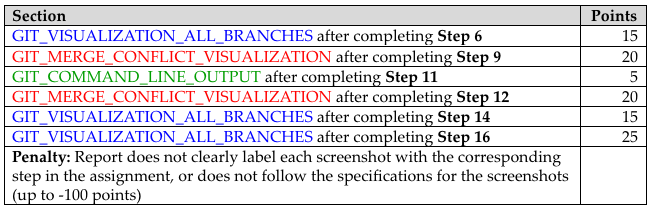 Section Points
GIT_VISUALIZATION_ALL_BRANCHES after completing Step 6 15
GIT_MERGE_CONFLICT_VISUALIZATION after completing Step 9 20
GIT_COMMAND_LINE_OUTPUT after completing Step 11 5
GIT_MERGE_CONFLICT_VISUALIZATION after completing Step 12 20
GIT_VISUALIZATION_ALL_BRANCHES after completing Step 14 15
GIT_VISUALIZATION_ALL_BRANCHES after completing Step 16 25
Penalty: Report does not clearly label each screenshot with the corresponding
step in the assignment, or does not follow the specifications for the screenshots
(up to -100 points)